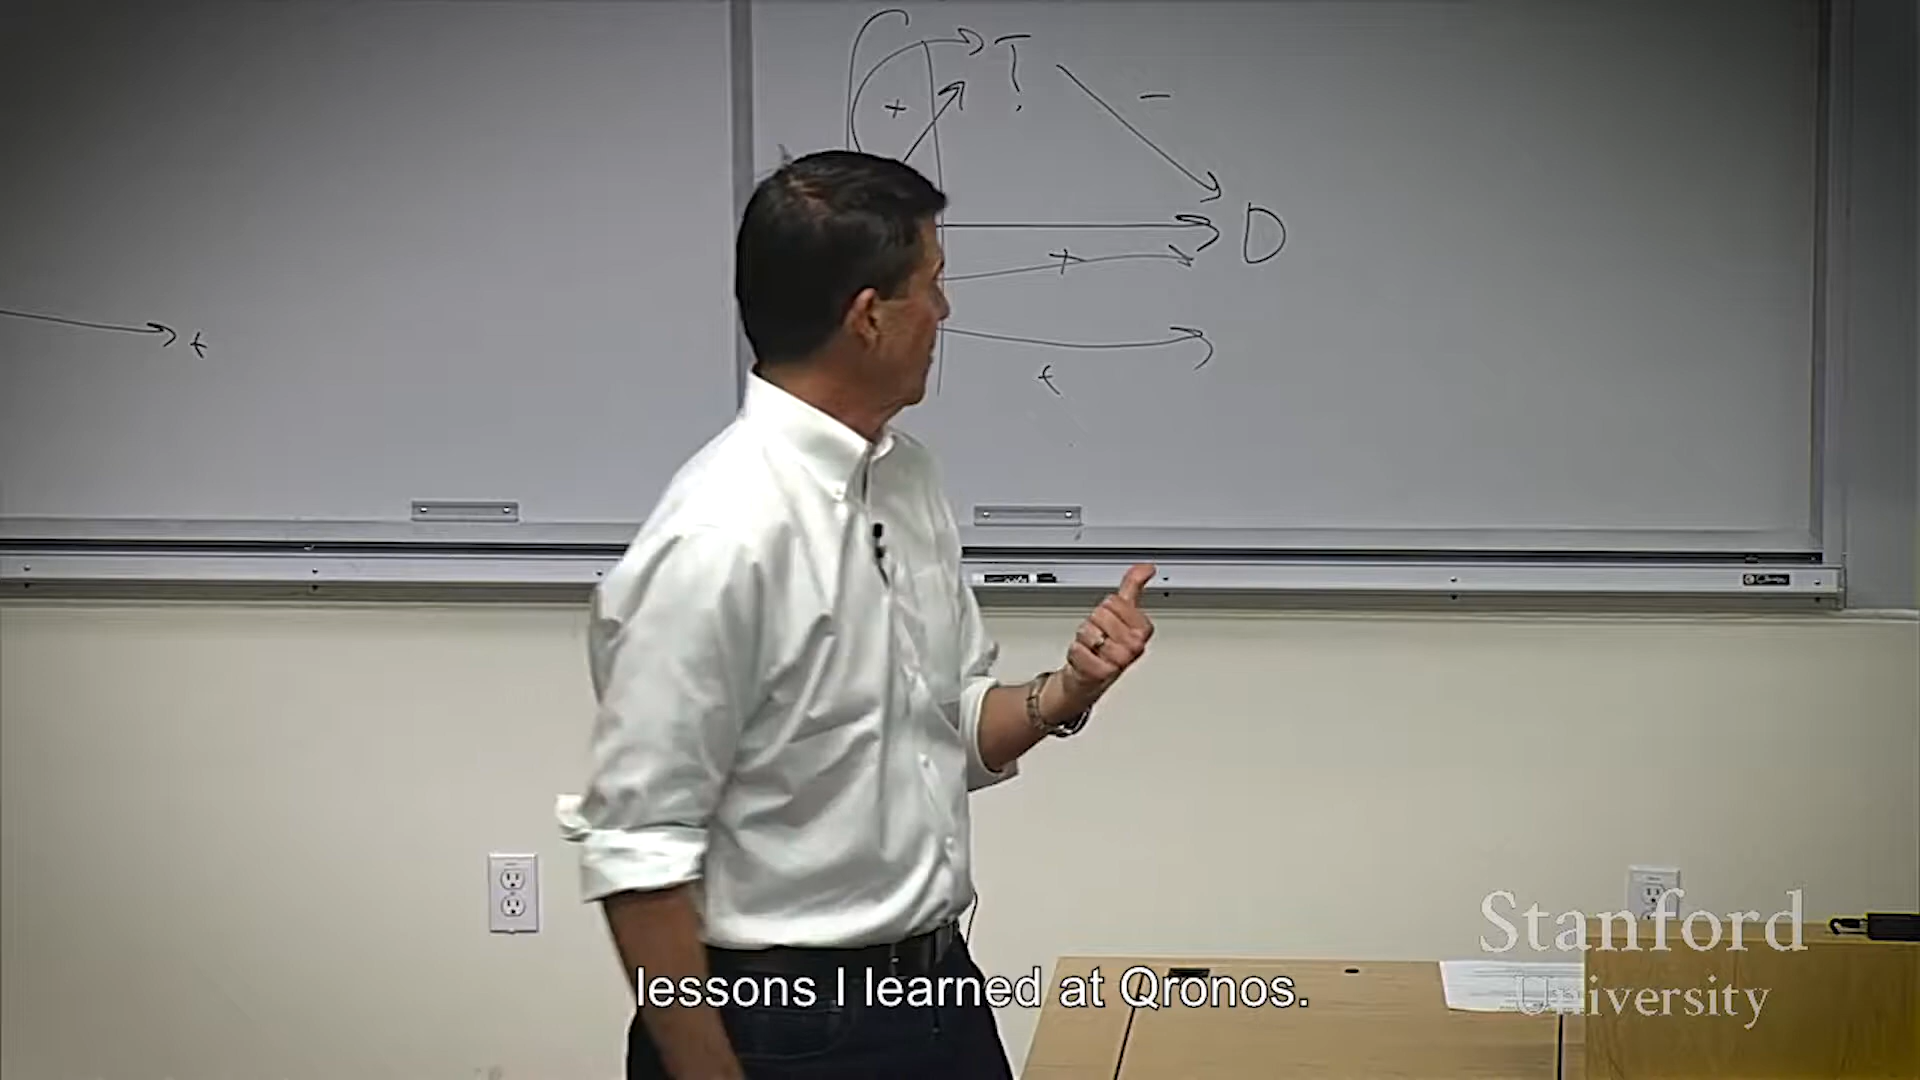 +
T
-
D
+
+
+
lessons I learned at Qronos.
Stanford
University